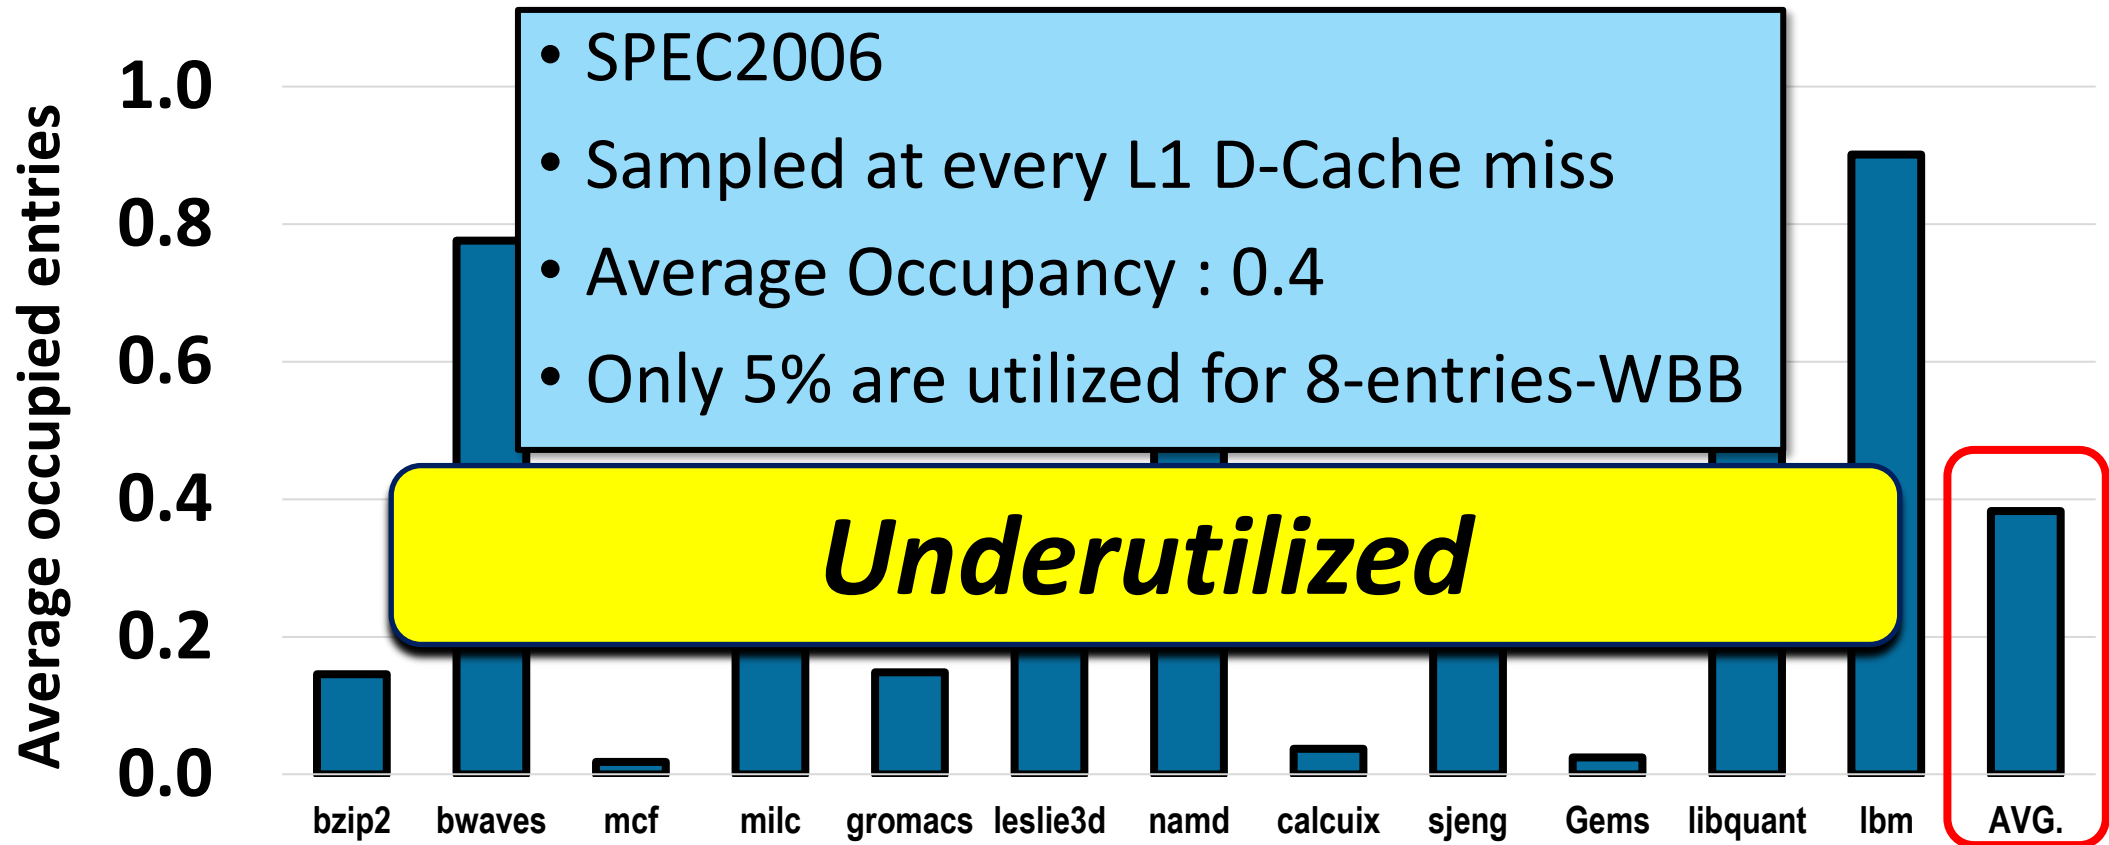 Average occupied entries
1.0
0.8
0.6
0.4
0.2
0.0
• SPEC2006
• Sampled at every L1 D-Cache miss
• Average Occupancy : 0.4
• Only 5% are utilized for 8-entries-WBB
Underutilized
bzip2 bwaves mcf milc gromacs leslie3d namd calcuix sjeng Gems libquant lbm AVG.